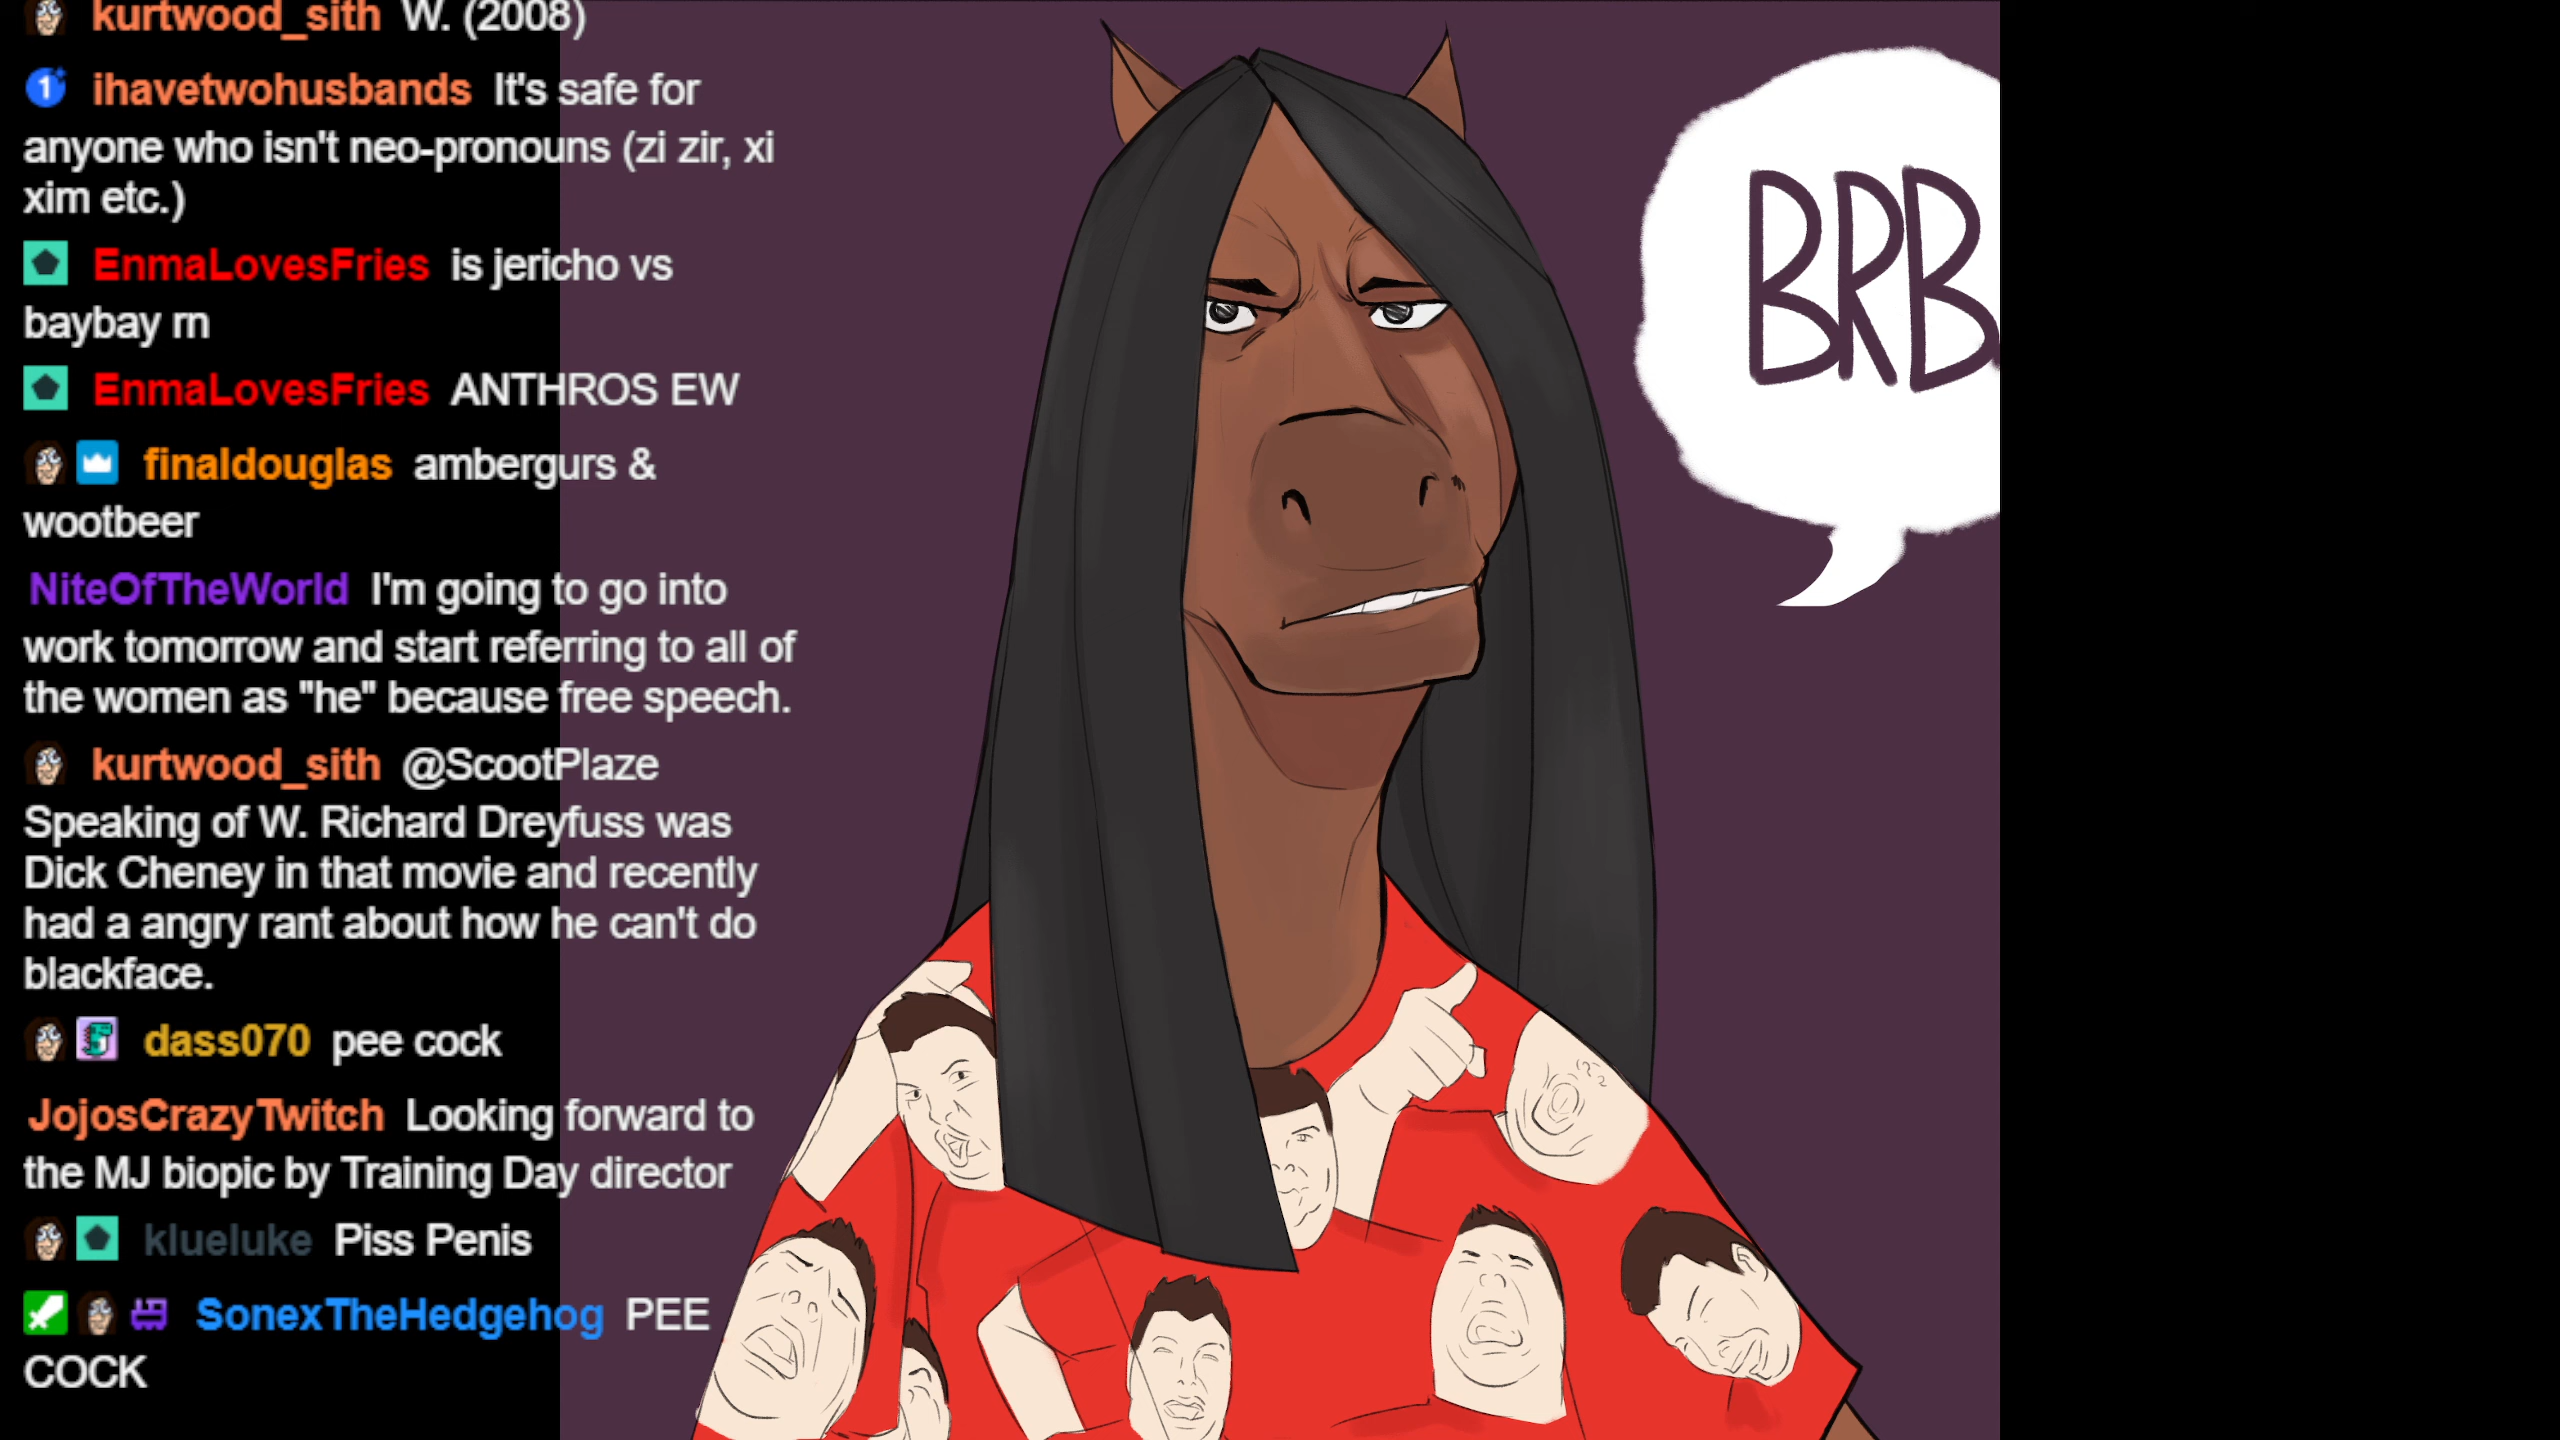 kurtwood_sith W. (2008)
ihavetwohusbands It's safe for
anyone who isn't neo-pronouns (zi zir, xi
xim etc.)
EnmaLovesFries is jericho vs
baybay rn
EnmaLovesFries ANTHROS EW
finaldouglas ambergurs &
wootbeer
NiteOfTheWorld I'm going to go into
work tomorrow and start referring to all of
the women as "he" because free speech.
kurtwood_sith @ScootPlaze
Speaking of W. Richard Dreyfuss was
Dick Cheney in that movie and recently
had a angry rant about how he can't do
blackface.
dass070 pee cock
JojosCrazyTwitch Looking forward to
the MJ biopic by Training Day director
klueluke Piss Penis
SonexTheHedgehog PEE
COCK
BRB